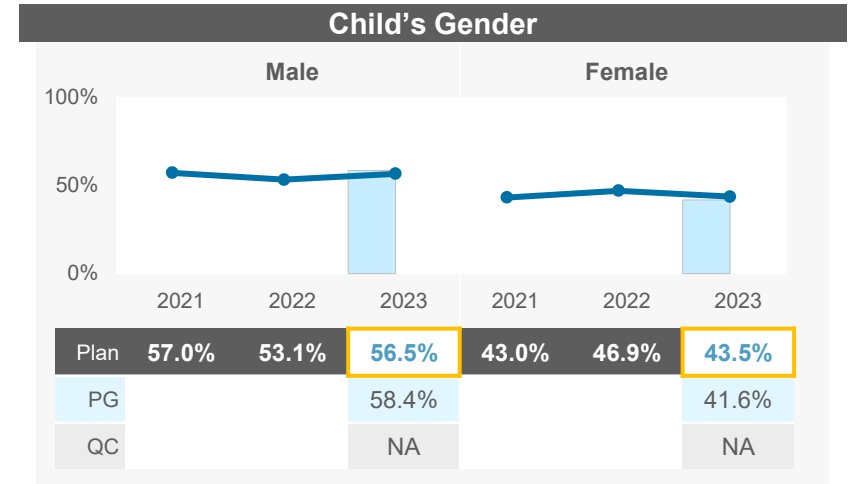 Child’s Gender
Male Female
100%
50%
0%
2021 2022 2023 2021 2022 2023
Plan 57.0% 53.1% 56.5% 43.0% 46.9% 43.5%
PG 58.4% 41.6%
QC NA NA